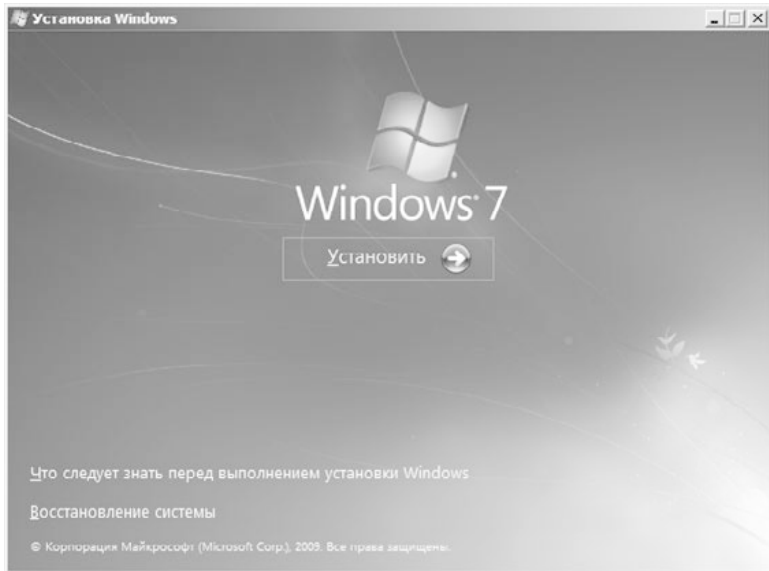 Установка Windows
Windows 7
Установить
Что следует знать перед выполнением установки Windows
Восстановление системы
© Корпорация Майкрософт (Microsoft Corp.), 2009. Все права защищены.